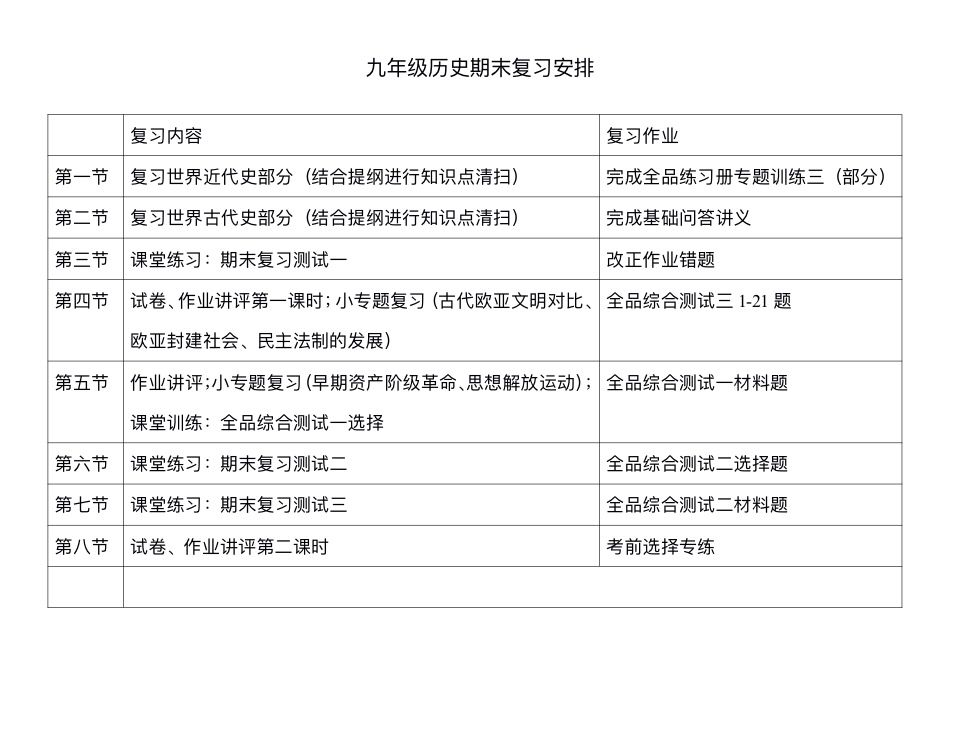 九年级历史期末复习安排
复习内容 复习作业
第一节 复习世界近代史部分（结合提纲进行知识点清扫） 完成全品练习册专题训练三（部分）
第二节 复习世界古代史部分（结合提纲进行知识点清扫） 完成基础问答讲义
第三节 课堂练习：期末复习测试一 改正作业错题
第四节 试卷、作业讲评第一课时；小专题复习（古代欧亚文明对比、 全品综合测试三 1-21 题
欧亚封建社会、民主法制的发展）
第五节 作业讲评；小专题复习（早期资产阶级革命、思想解放运动）； 全品综合测试一材料题
课堂训练：全品综合测试一选择
第六节 课堂练习：期末复习测试二 全品综合测试二选择题
第七节 课堂练习：期末复习测试三 全品综合测试二材料题
第八节 试卷、作业讲评第二课时 考前选择专练